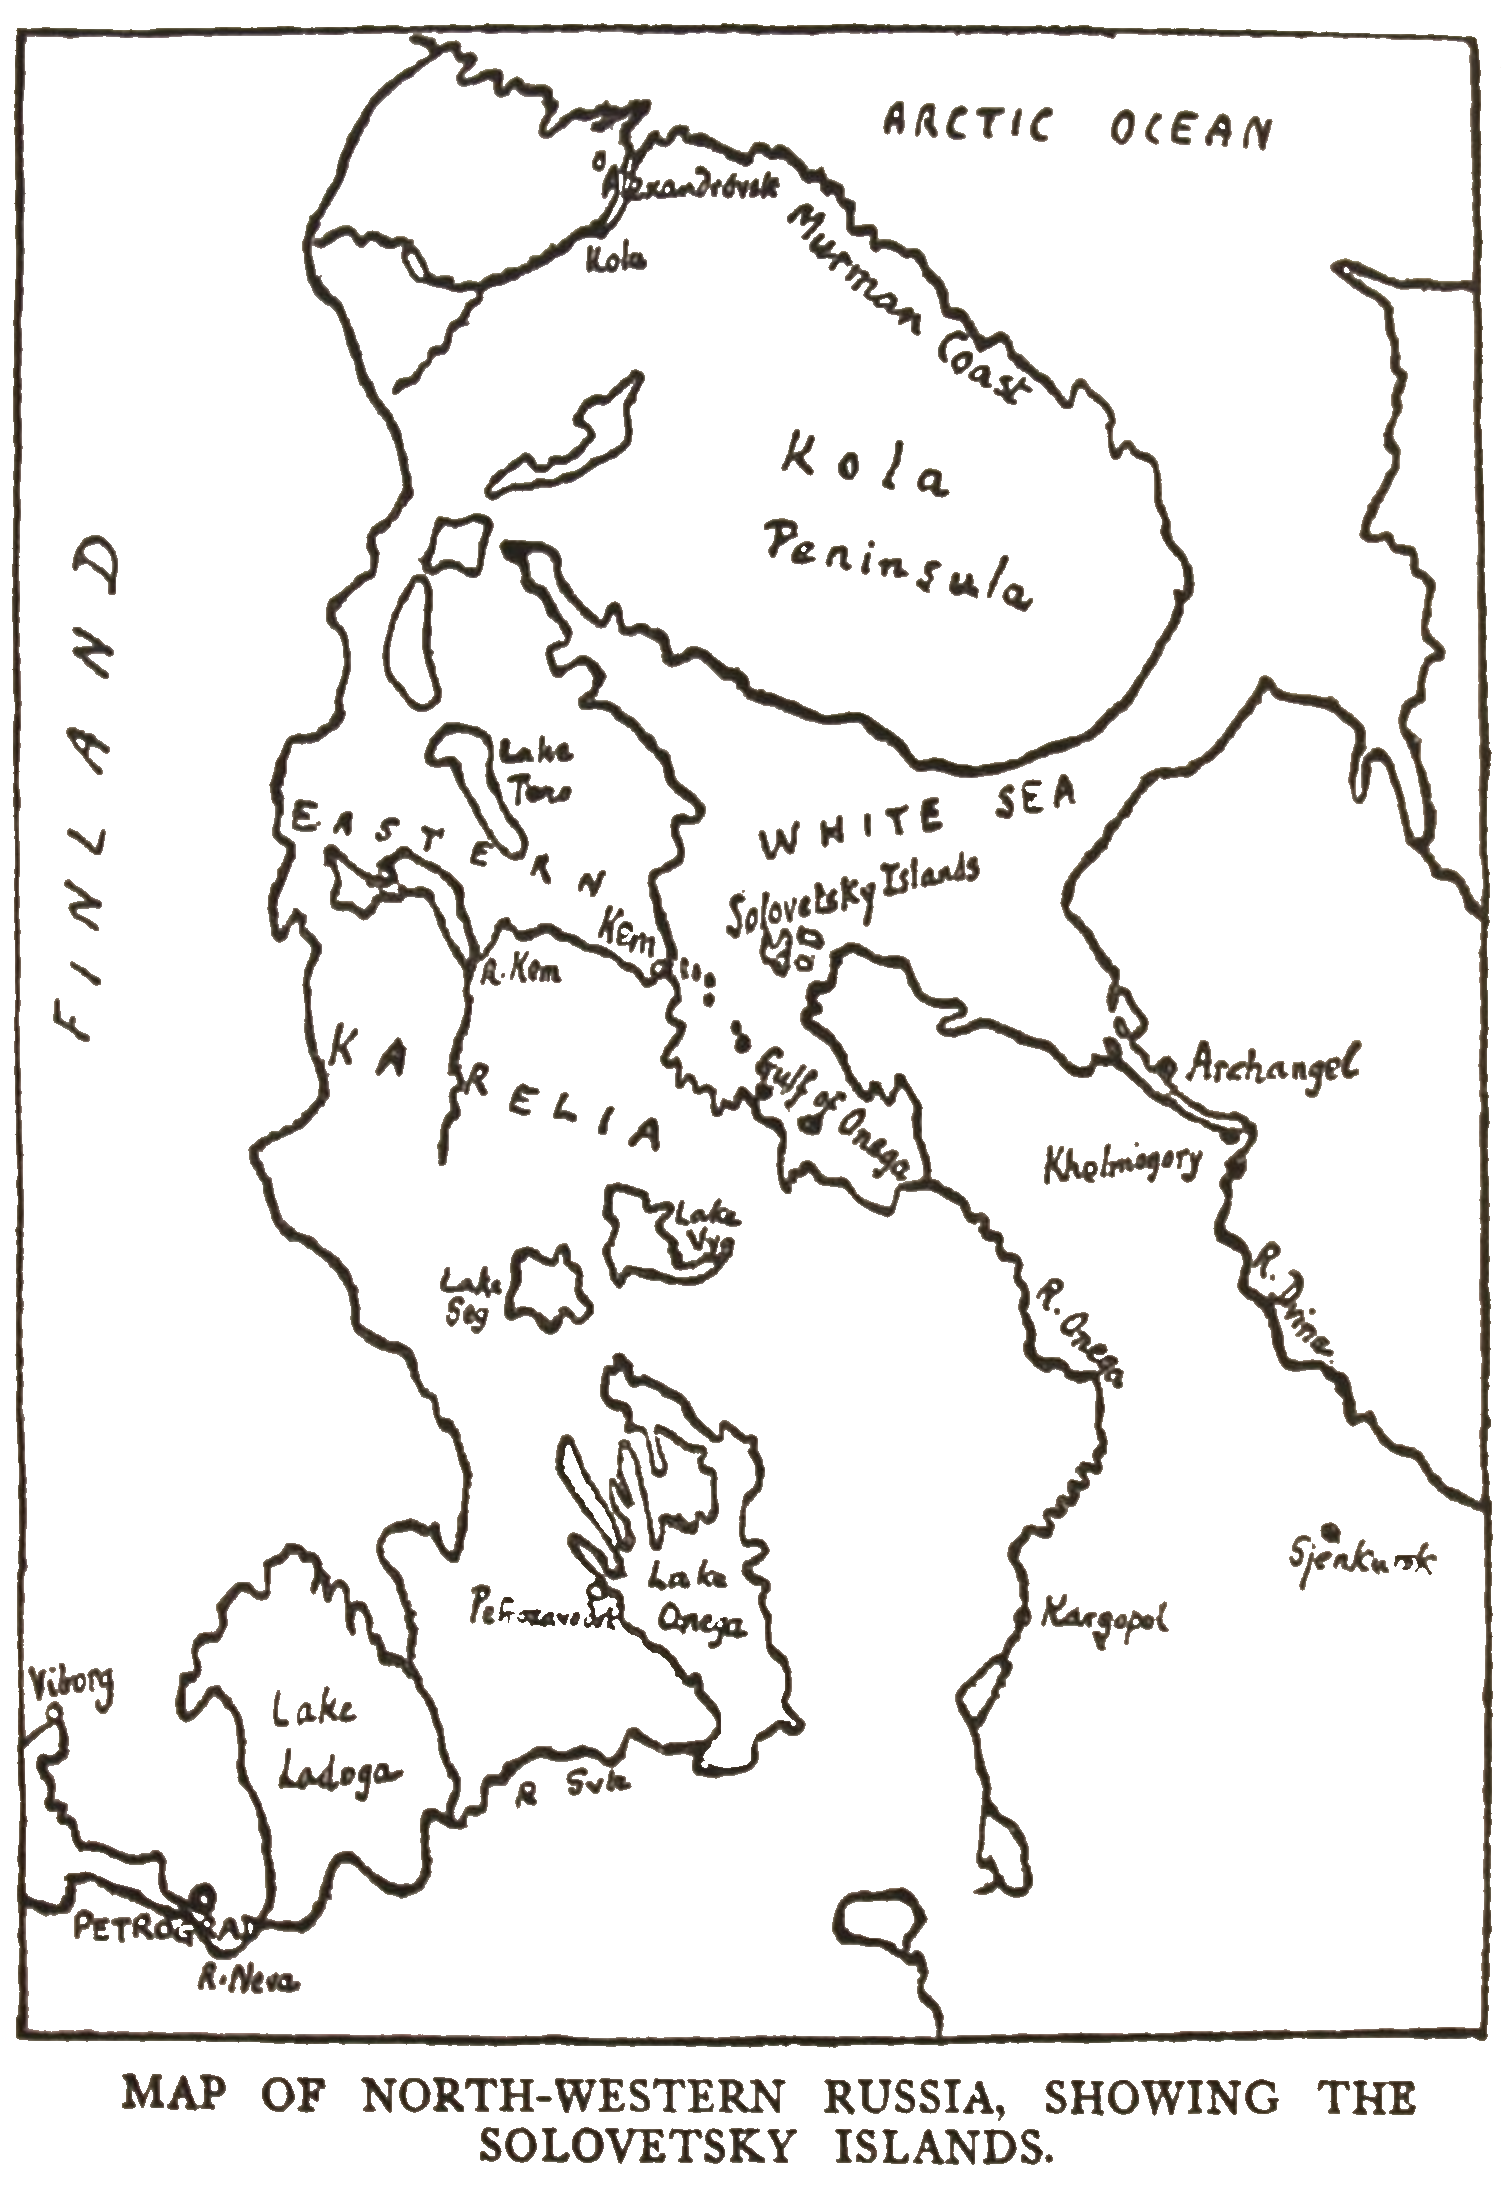 ARCTIC OCEAN
Alexandrovsk
Kola
Murman Coast
Kola
Peninsula
FINLAND
Lake
WHITE SEA
EASTERN
Solovetsky Islands
Kem
R. Kem
KARELIA
Gulf of Onega
Archangel
Kholmogory
Lake
Vyg
Lake
Seg
R. Onega
R. Dvina
Sjenkursk
Lake
Onega
Kargopol
Viborg
Lake
Ladoga
R Svir
PETROGRAD
R. Neva
MAP OF NORTH-WESTERN RUSSIA, SHOWING THE
SOLOVETSKY ISLANDS.